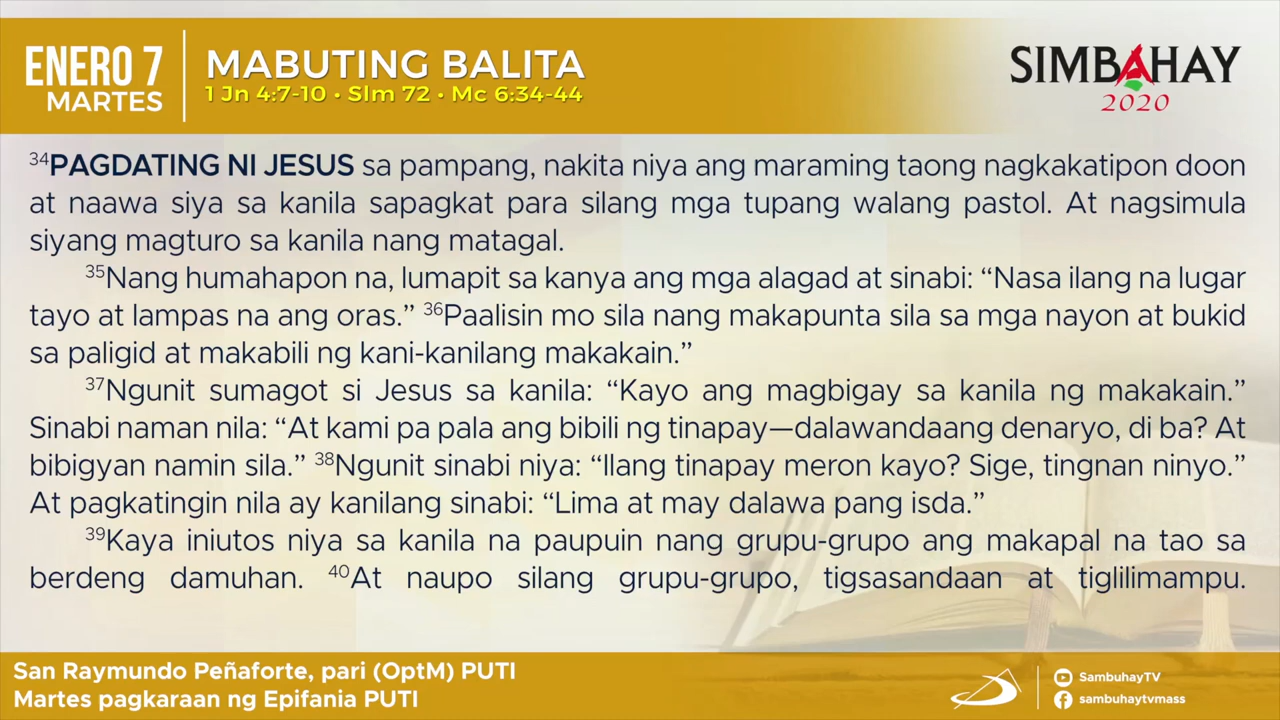 ENERO 7
MARTES
MABUTING BALITA
1 Jn 4:7-10 • Slm 72 • Mc 6:34-44
SIMBAHAY
2020
34PAGDATING NI JESUS sa pampang, nakita niya ang maraming taong nagkakatipon doon
at naawa siya sa kanila sapagkat para silang mga tupang walang pastol. At nagsimula
siyang magturo sa kanila nang matagal.
35Nang humahapon na, lumapit sa kanya ang mga alagad at sinabi: “Nasa ilang na lugar
tayo at lampas na ang oras.” 36Paalisin mo sila nang makapunta sila sa mga nayon at bukid
sa paligid at makabili ng kani-kanilang makakain.”
37Ngunit sumagot si Jesus sa kanila: “Kayo ang magbigay sa kanila ng makakain.”
Sinabi naman nila: “At kami pa pala ang bibili ng tinapay—dalawandaang denaryo, di ba? At
bibigyan namin sila.” 38Ngunit sinabi niya: “Ilang tinapay meron kayo? Sige, tingnan ninyo.”
At pagkatingin nila ay kanilang sinabi: “Lima at may dalawa pang isda.”
39Kaya iniutos niya sa kanila na paupuin nang grupu-grupo ang makapal na tao sa
berdeng damuhan. 40At naupo silang grupu-grupo, tigsasandaan at tiglilimampu.
San Raymundo Peñaforte, pari (OptM) PUTI
Martes pagkaraan ng Epifania PUTI
SambuhayTV
sambuhaytvmass